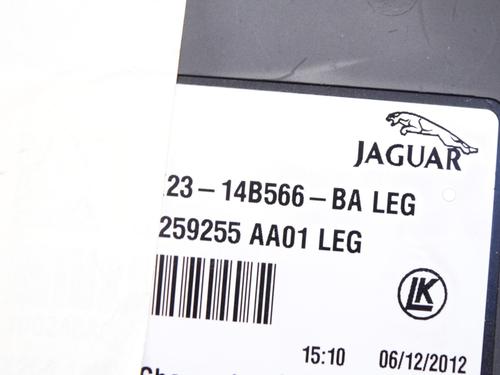 JAGUAR
23-14B566-BA LEG
259255 AA01 LEG
LK
15:10 06/12/2012